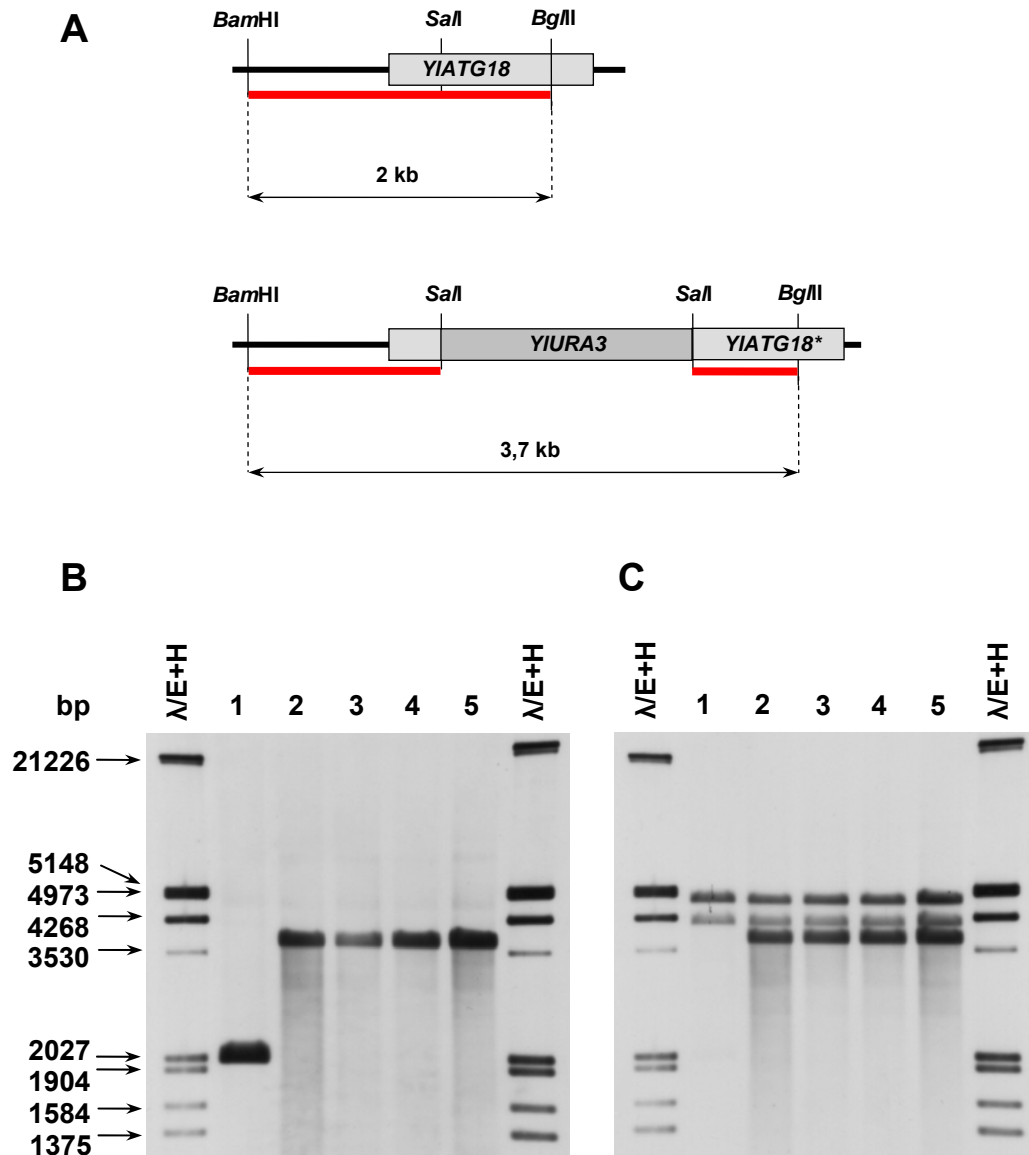 A
BamHI SalI BglII
YlATG18
2 kb
BamHI SalI SalI BglII
YlURA3 YlATG18*
3,7 kb
B
C
bp λ/E+H 1 2 3 4 5 λ/E+H
λ/E+H 1 2 3 4 5 λ/E+H
21226
5148
4973
4268
3530
2027
1904
1584
1375